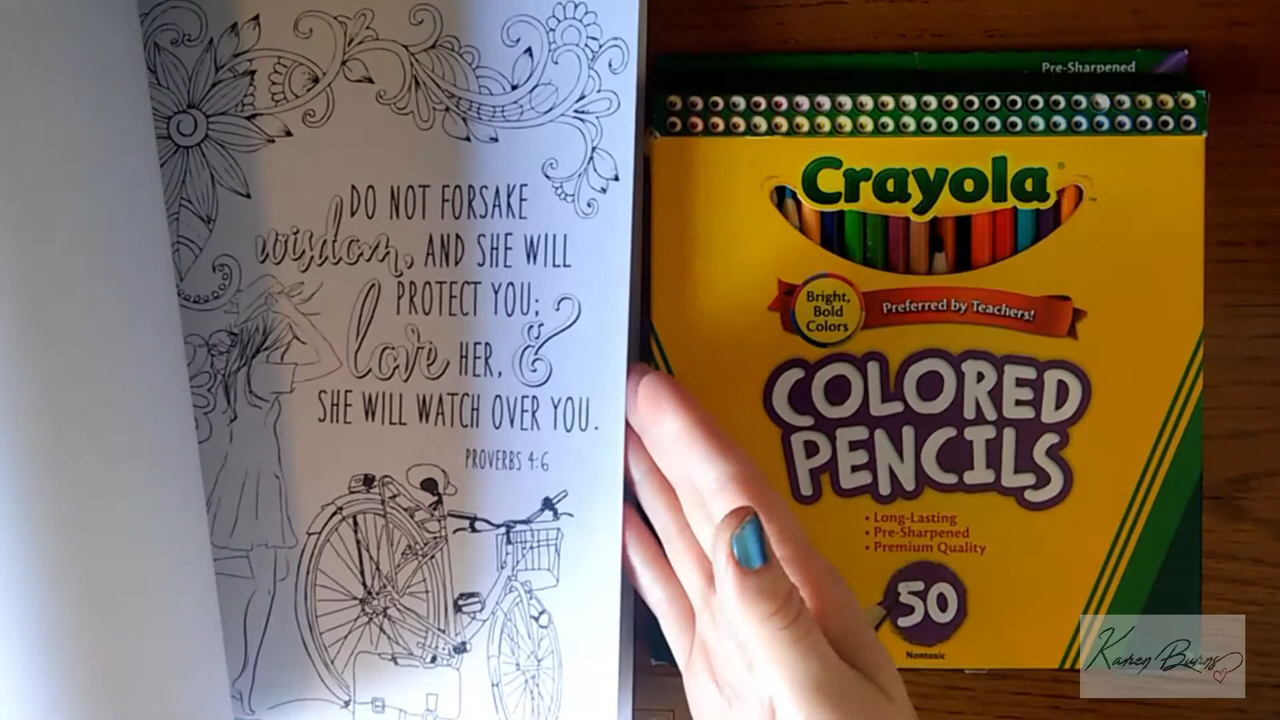 DO NOT FORSAKE
wisdom, AND SHE WILL
PROTECT YOU;
love HER, &
SHE WILL WATCH OVER YOU.
PROVERBS 4:6
Pre-Sharpened
Crayola®
™
Bright,
Bold
Colors
Preferred by Teachers!
COLORED
PENCILS
• Long-Lasting
• Pre-Sharpened
• Premium Quality
50
Nontoxic
Karen Burns